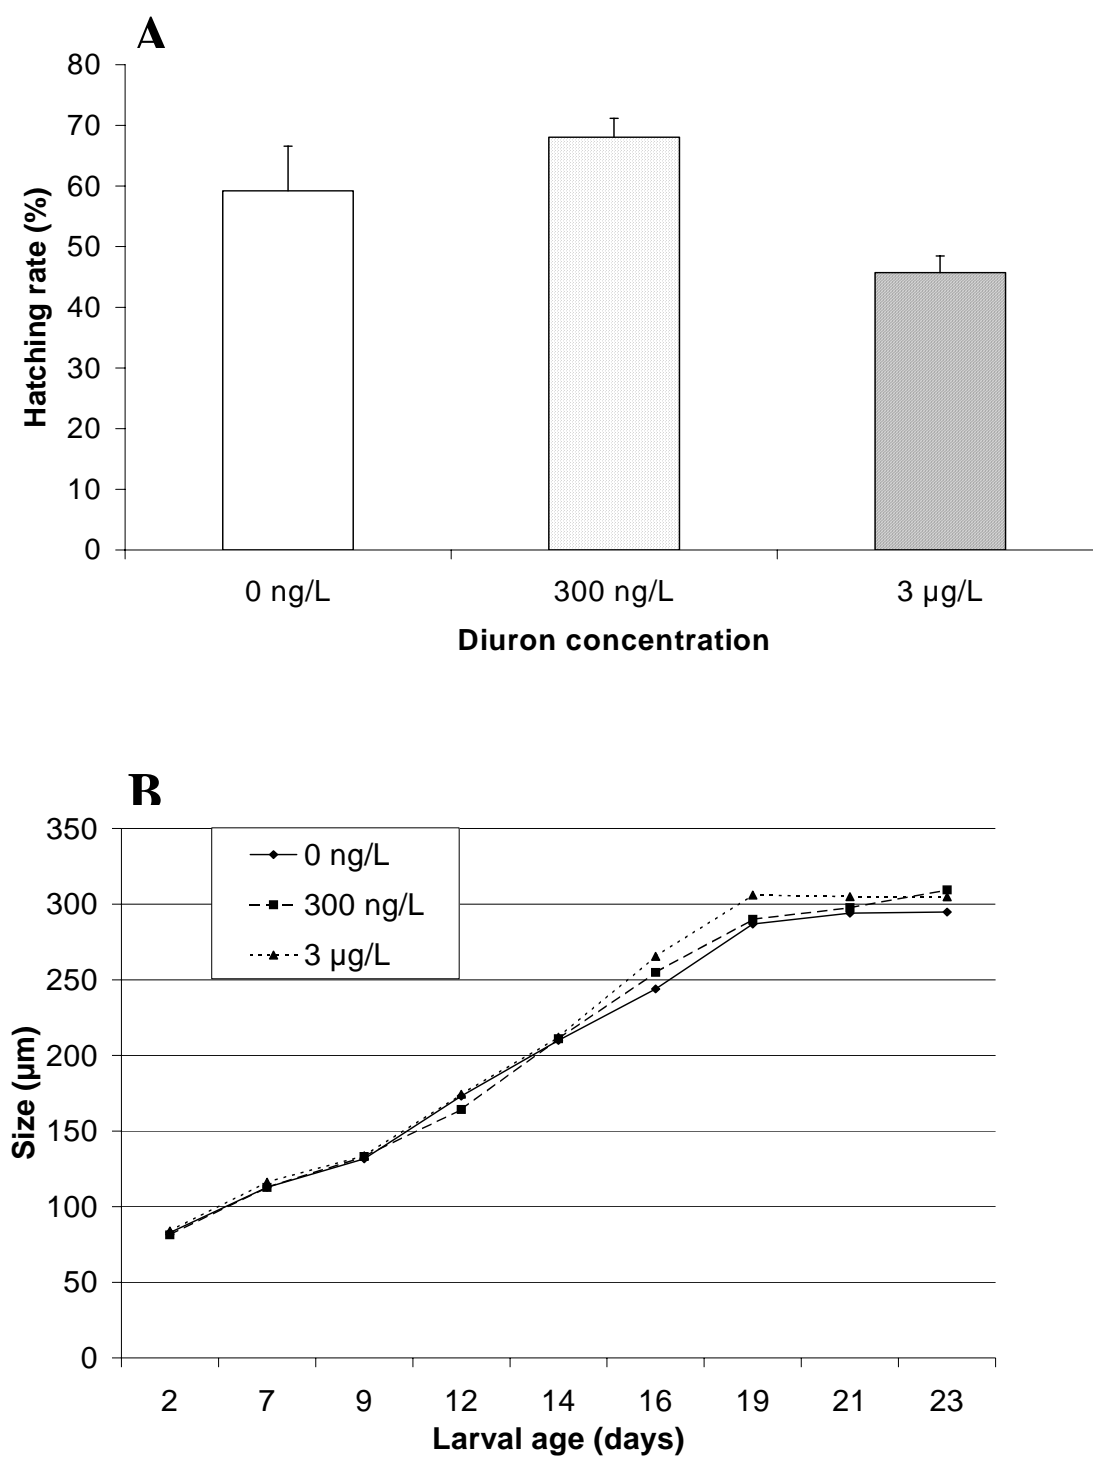 A
80
70
60
50
40
30
20
10
0
Hatching rate (%)
0 ng/L 300 ng/L 3 µg/L
Diuron concentration
B
350
300
250
200
150
100
50
0
Size (µm)
0 ng/L
300 ng/L
3 µg/L
2 7 9 12 14 16 19 21 23
Larval age (days)